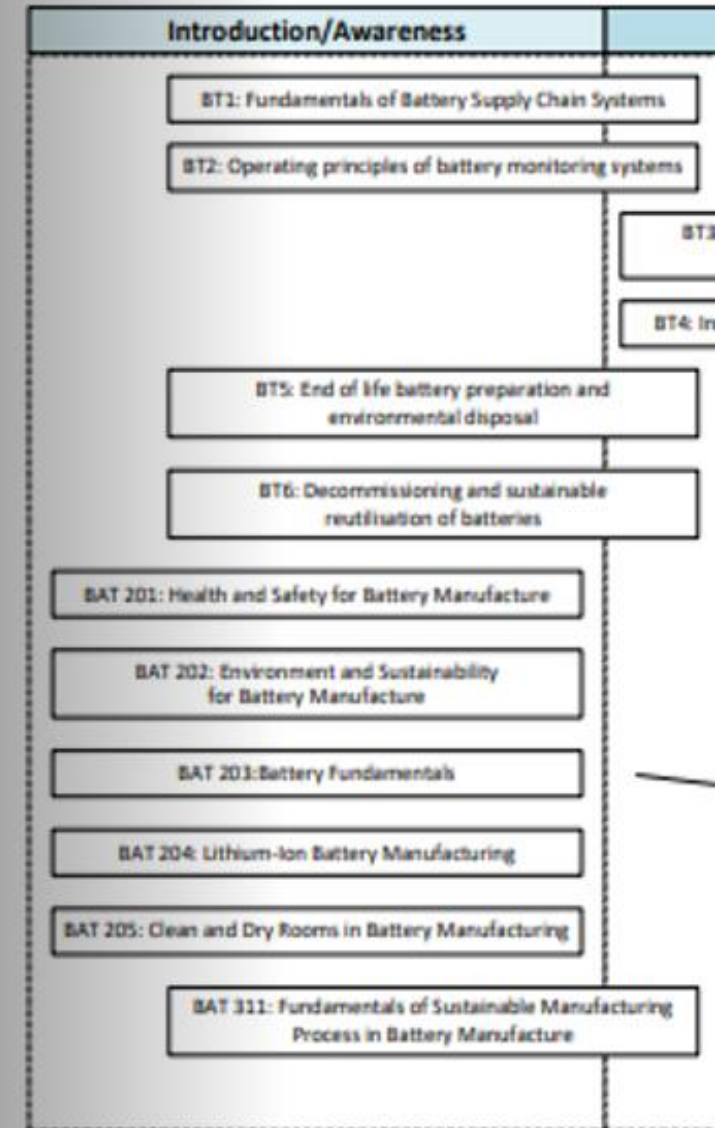 Introduction/Awareness
BT1: Fundamentals of Battery Supply Chain Systems
BT2: Operating principles of battery monitoring systems
BT3
BT4: In
BT5: End of life battery preparation and
environmental disposal
BT6: Decommissioning and sustainable
reutilisation of batteries
BAT 201: Health and Safety for Battery Manufacture
BAT 202: Environment and Sustainability
for Battery Manufacture
BAT 203:Battery Fundamentals
BAT 204: Lithium-Ion Battery Manufacturing
BAT 205: Clean and Dry Rooms in Battery Manufacturing
BAT 311: Fundamentals of Sustainable Manufacturing
Process in Battery Manufacture